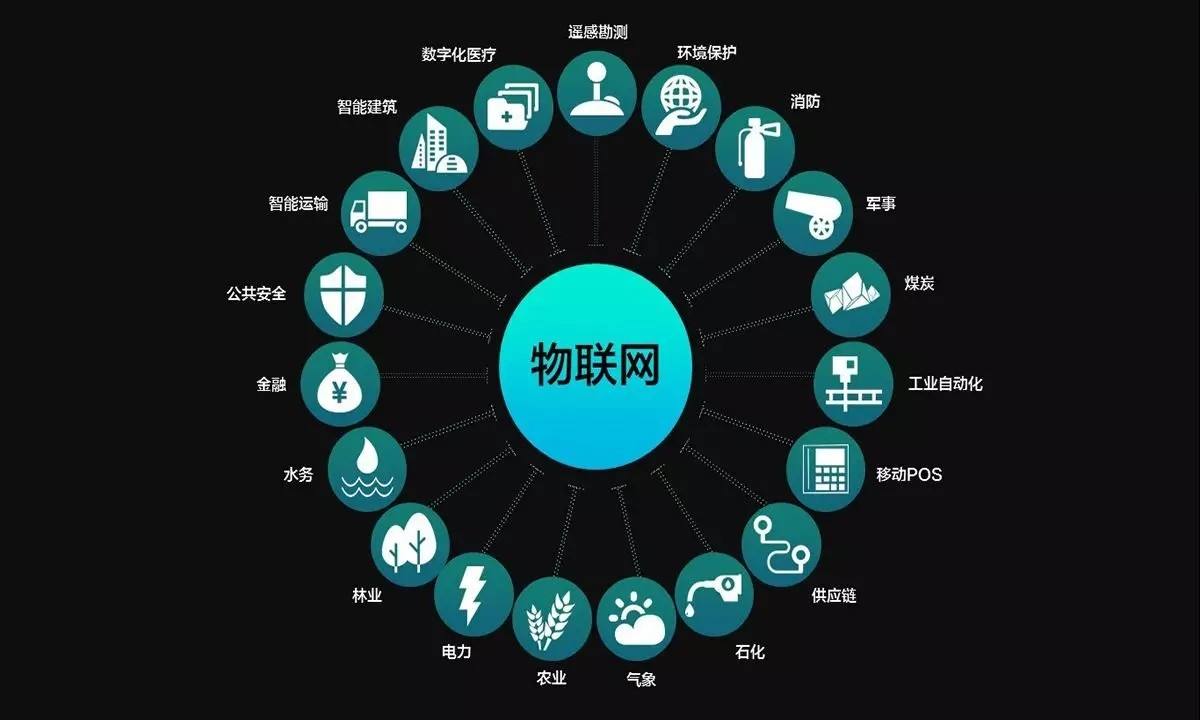 遥感勘测
环境保护
消防
军事
煤炭
工业自动化
移动POS
供应链
石化
气象
农业
电力
林业
水务
金融
公共安全
智能运输
智能建筑
数字化医疗
物联网
¥